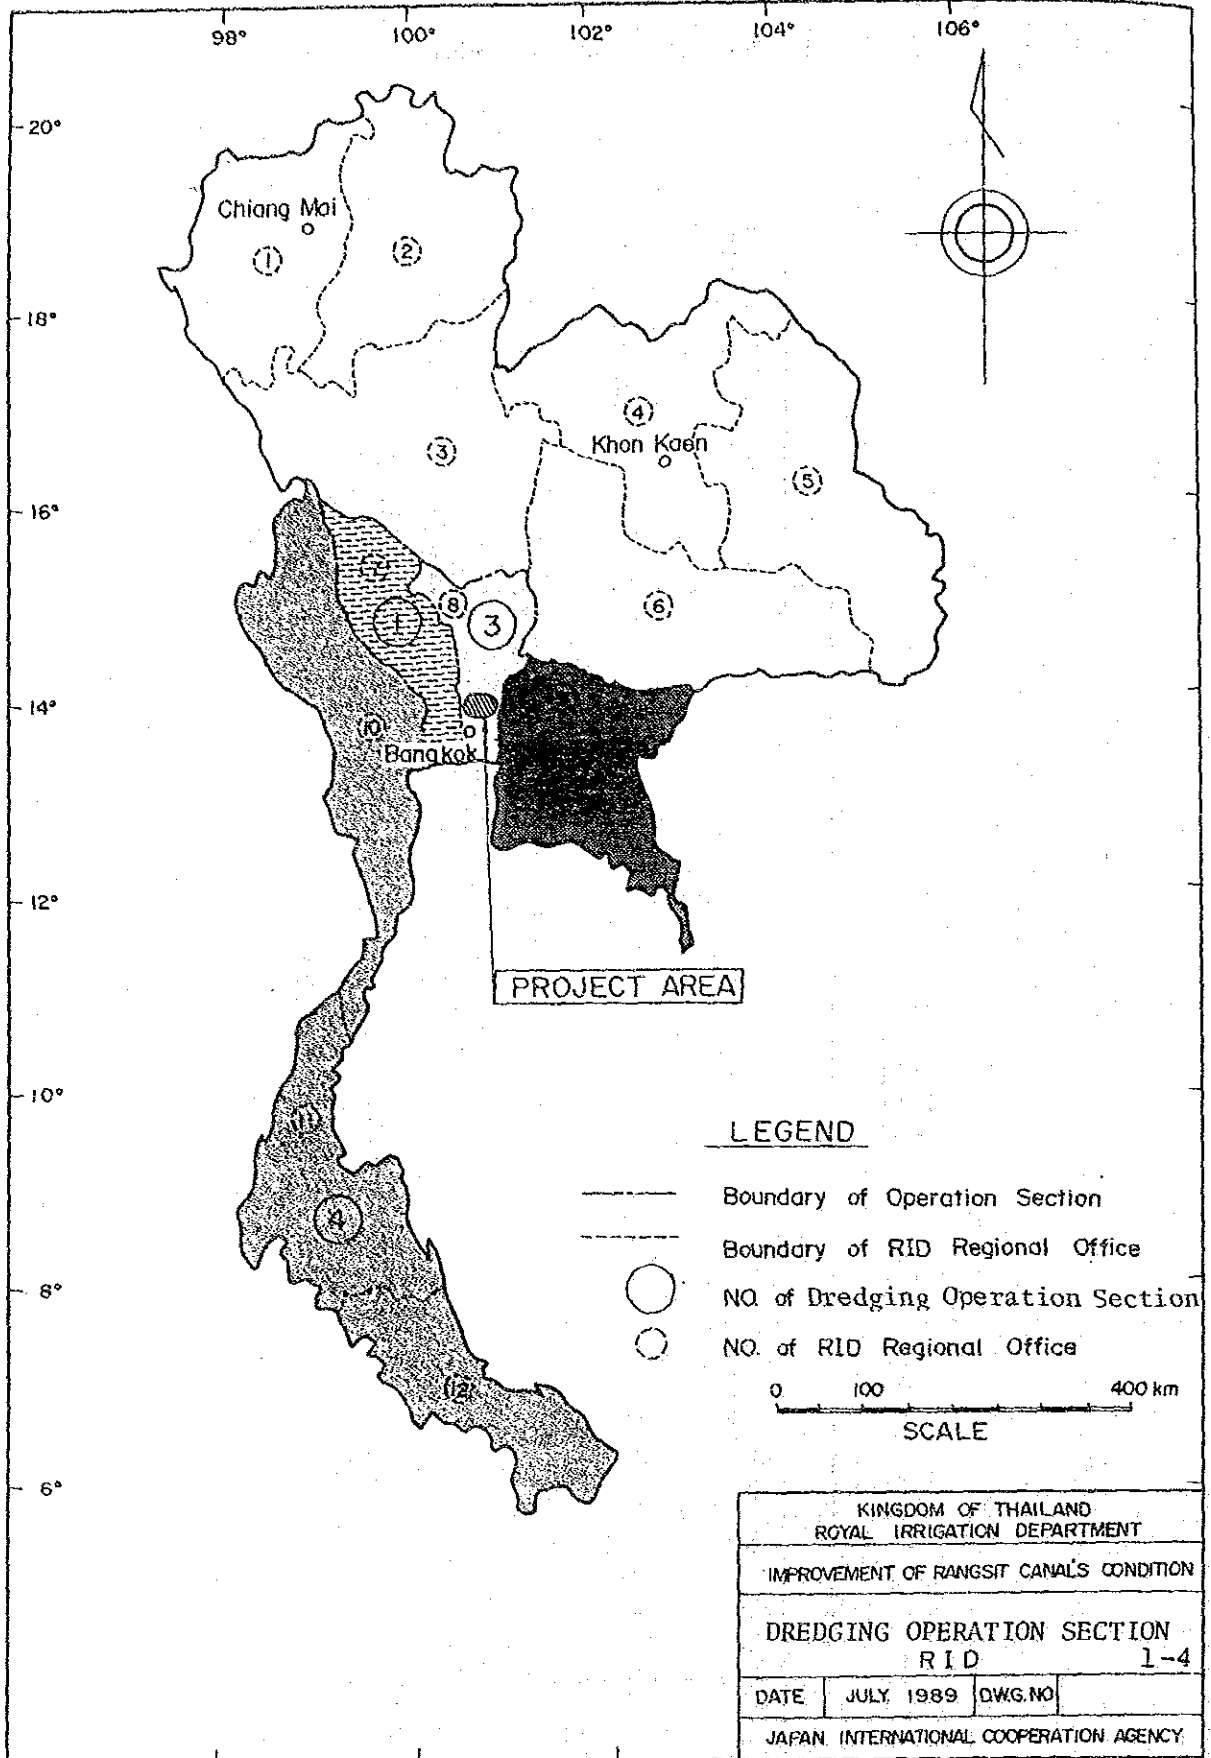 98° 100° 102° 104° 106°
20°
Chiang Mai
1
2
18°
4
Khon Kaen
3
5
16°
8
6
1
3
14°
10
Bangkok
12°
PROJECT AREA
10°
11
LEGEND
Boundary of Operation Section
4
Boundary of RID Regional Office
8°
NO. of Dredging Operation Section
NO. of RID Regional Office
12
0 100 400 km
SCALE
6°
KINGDOM OF THAILAND
ROYAL IRRIGATION DEPARTMENT
IMPROVEMENT OF RANGSIT CANAL'S CONDITION
DREDGING OPERATION SECTION
RID 1-4
DATE JULY 1989 DWG.NO
JAPAN INTERNATIONAL COOPERATION AGENCY